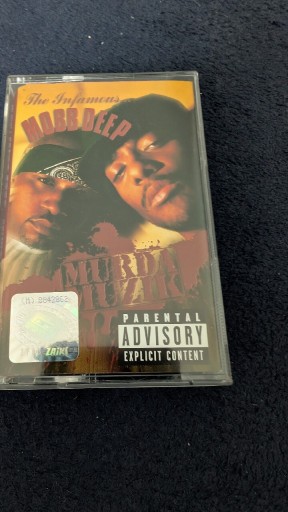 The Infamous
MOBB DEEP
MURDA
MUZIK
PARENTAL
ADVISORY
EXPLICIT CONTENT